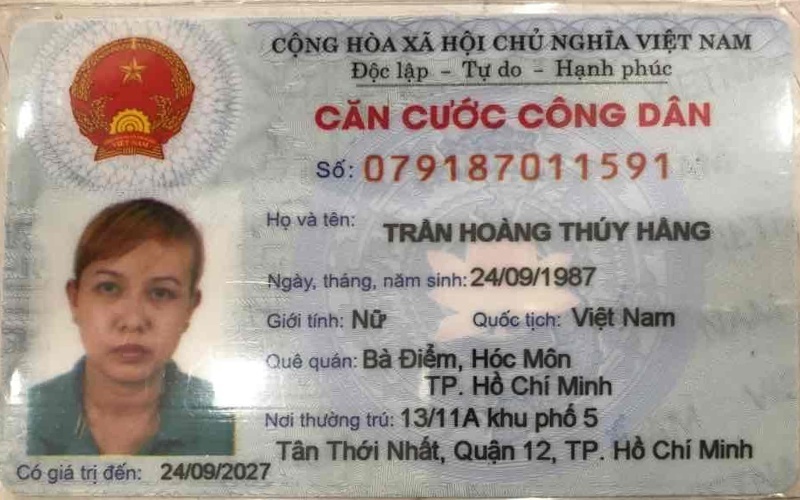 CỘNG HÒA XÃ HỘI CHỦ NGHĨA VIỆT NAM
Độc lập - Tự do - Hạnh phúc
CĂN CƯỚC CÔNG DÂN
Số: 079187011591
Họ và tên: TRẦN HOÀNG THÚY HẰNG
Ngày, tháng, năm sinh: 24/09/1987
Giới tính: Nữ Quốc tịch: Việt Nam
Quê quán: Bà Điểm, Hóc Môn
TP. Hồ Chí Minh
Nơi thường trú: 13/11A khu phố 5
Tân Thới Nhất, Quận 12, TP. Hồ Chí Minh
Có giá trị đến: 24/09/2027